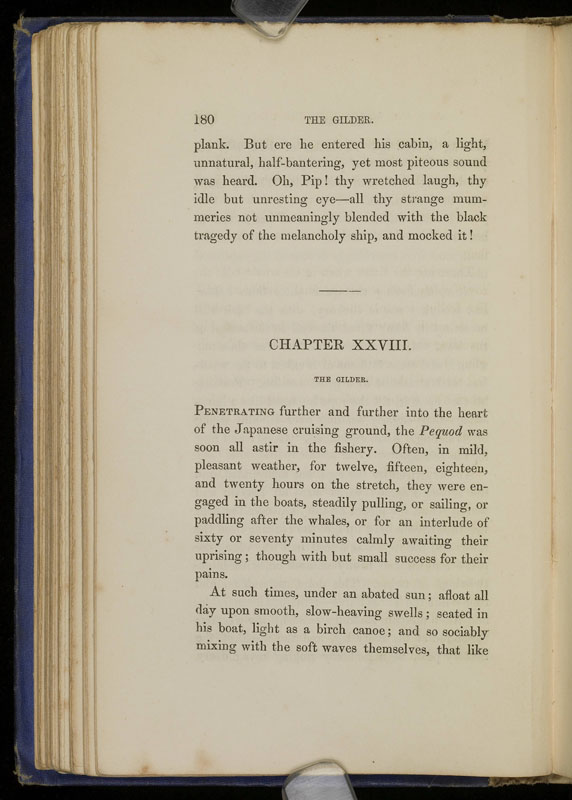 180 THE GILDER.
plank. But ere he entered his cabin, a light,
unnatural, half-bantering, yet most piteous sound
was heard. Oh, Pip! thy wretched laugh, thy
idle but unresting eye—all thy strange mum-
meries not unmeaningly blended with the black
tragedy of the melancholy ship, and mocked it!
CHAPTER XXVIII.
THE GILDER.
PENETRATING further and further into the heart
of the Japanese cruising ground, the Pequod was
soon all astir in the fishery. Often, in mild,
pleasant weather, for twelve, fifteen, eighteen,
and twenty hours on the stretch, they were en-
gaged in the boats, steadily pulling, or sailing, or
paddling after the whales, or for an interlude of
sixty or seventy minutes calmly awaiting their
uprising; though with but small success for their
pains.
At such times, under an abated sun; afloat all
day upon smooth, slow-heaving swells; seated in
his boat, light as a birch canoe; and so sociably
mixing with the soft waves themselves, that like